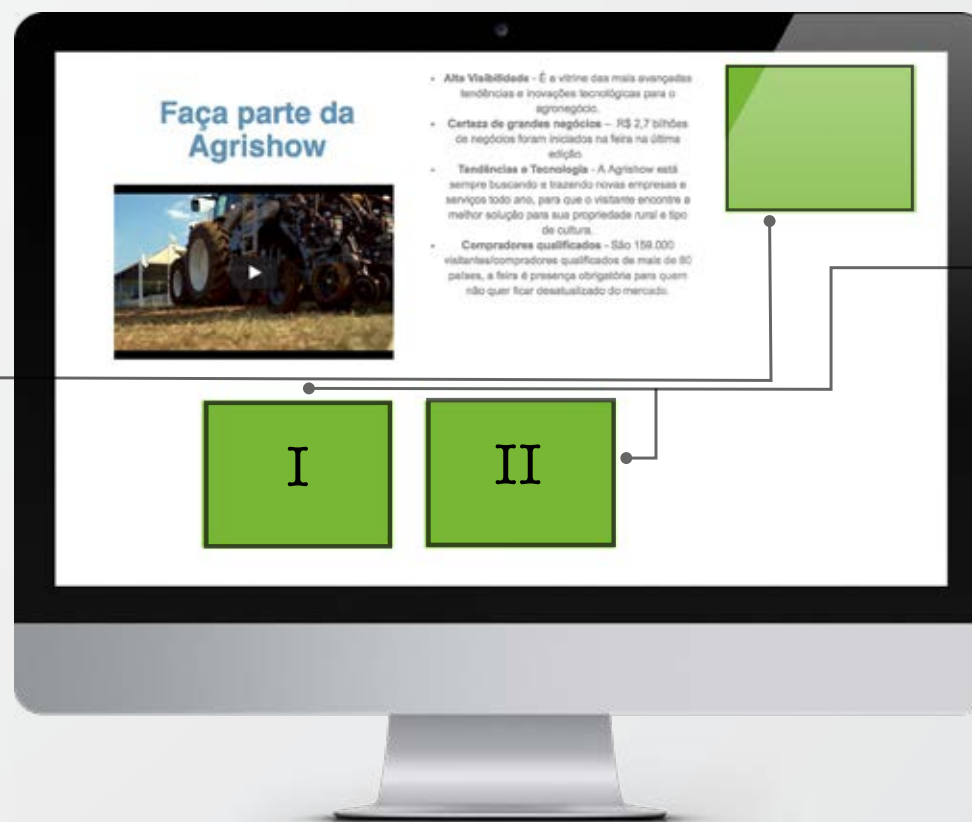 Faça parte da
Agrishow
• Alta Visibilidade - É a vitrine das mais avançadas
tendências e inovações tecnológicas para o
agronegócio.
• Certeza de grandes negócios – R$ 2,7 bilhões
de negócios foram iniciados na feira na última
edição.
• Tendências e Tecnologia - A Agrishow está
sempre buscando e trazendo novas empresas e
serviços todo ano, para que o visitante encontre a
melhor solução para sua propriedade rural e tipo
de cultura.
• Compradores qualificados - São 159.000
visitantes/compradores qualificados de mais de 80
países, a feira é presença obrigatória para quem
não quer ficar desatualizado do mercado.
I
II